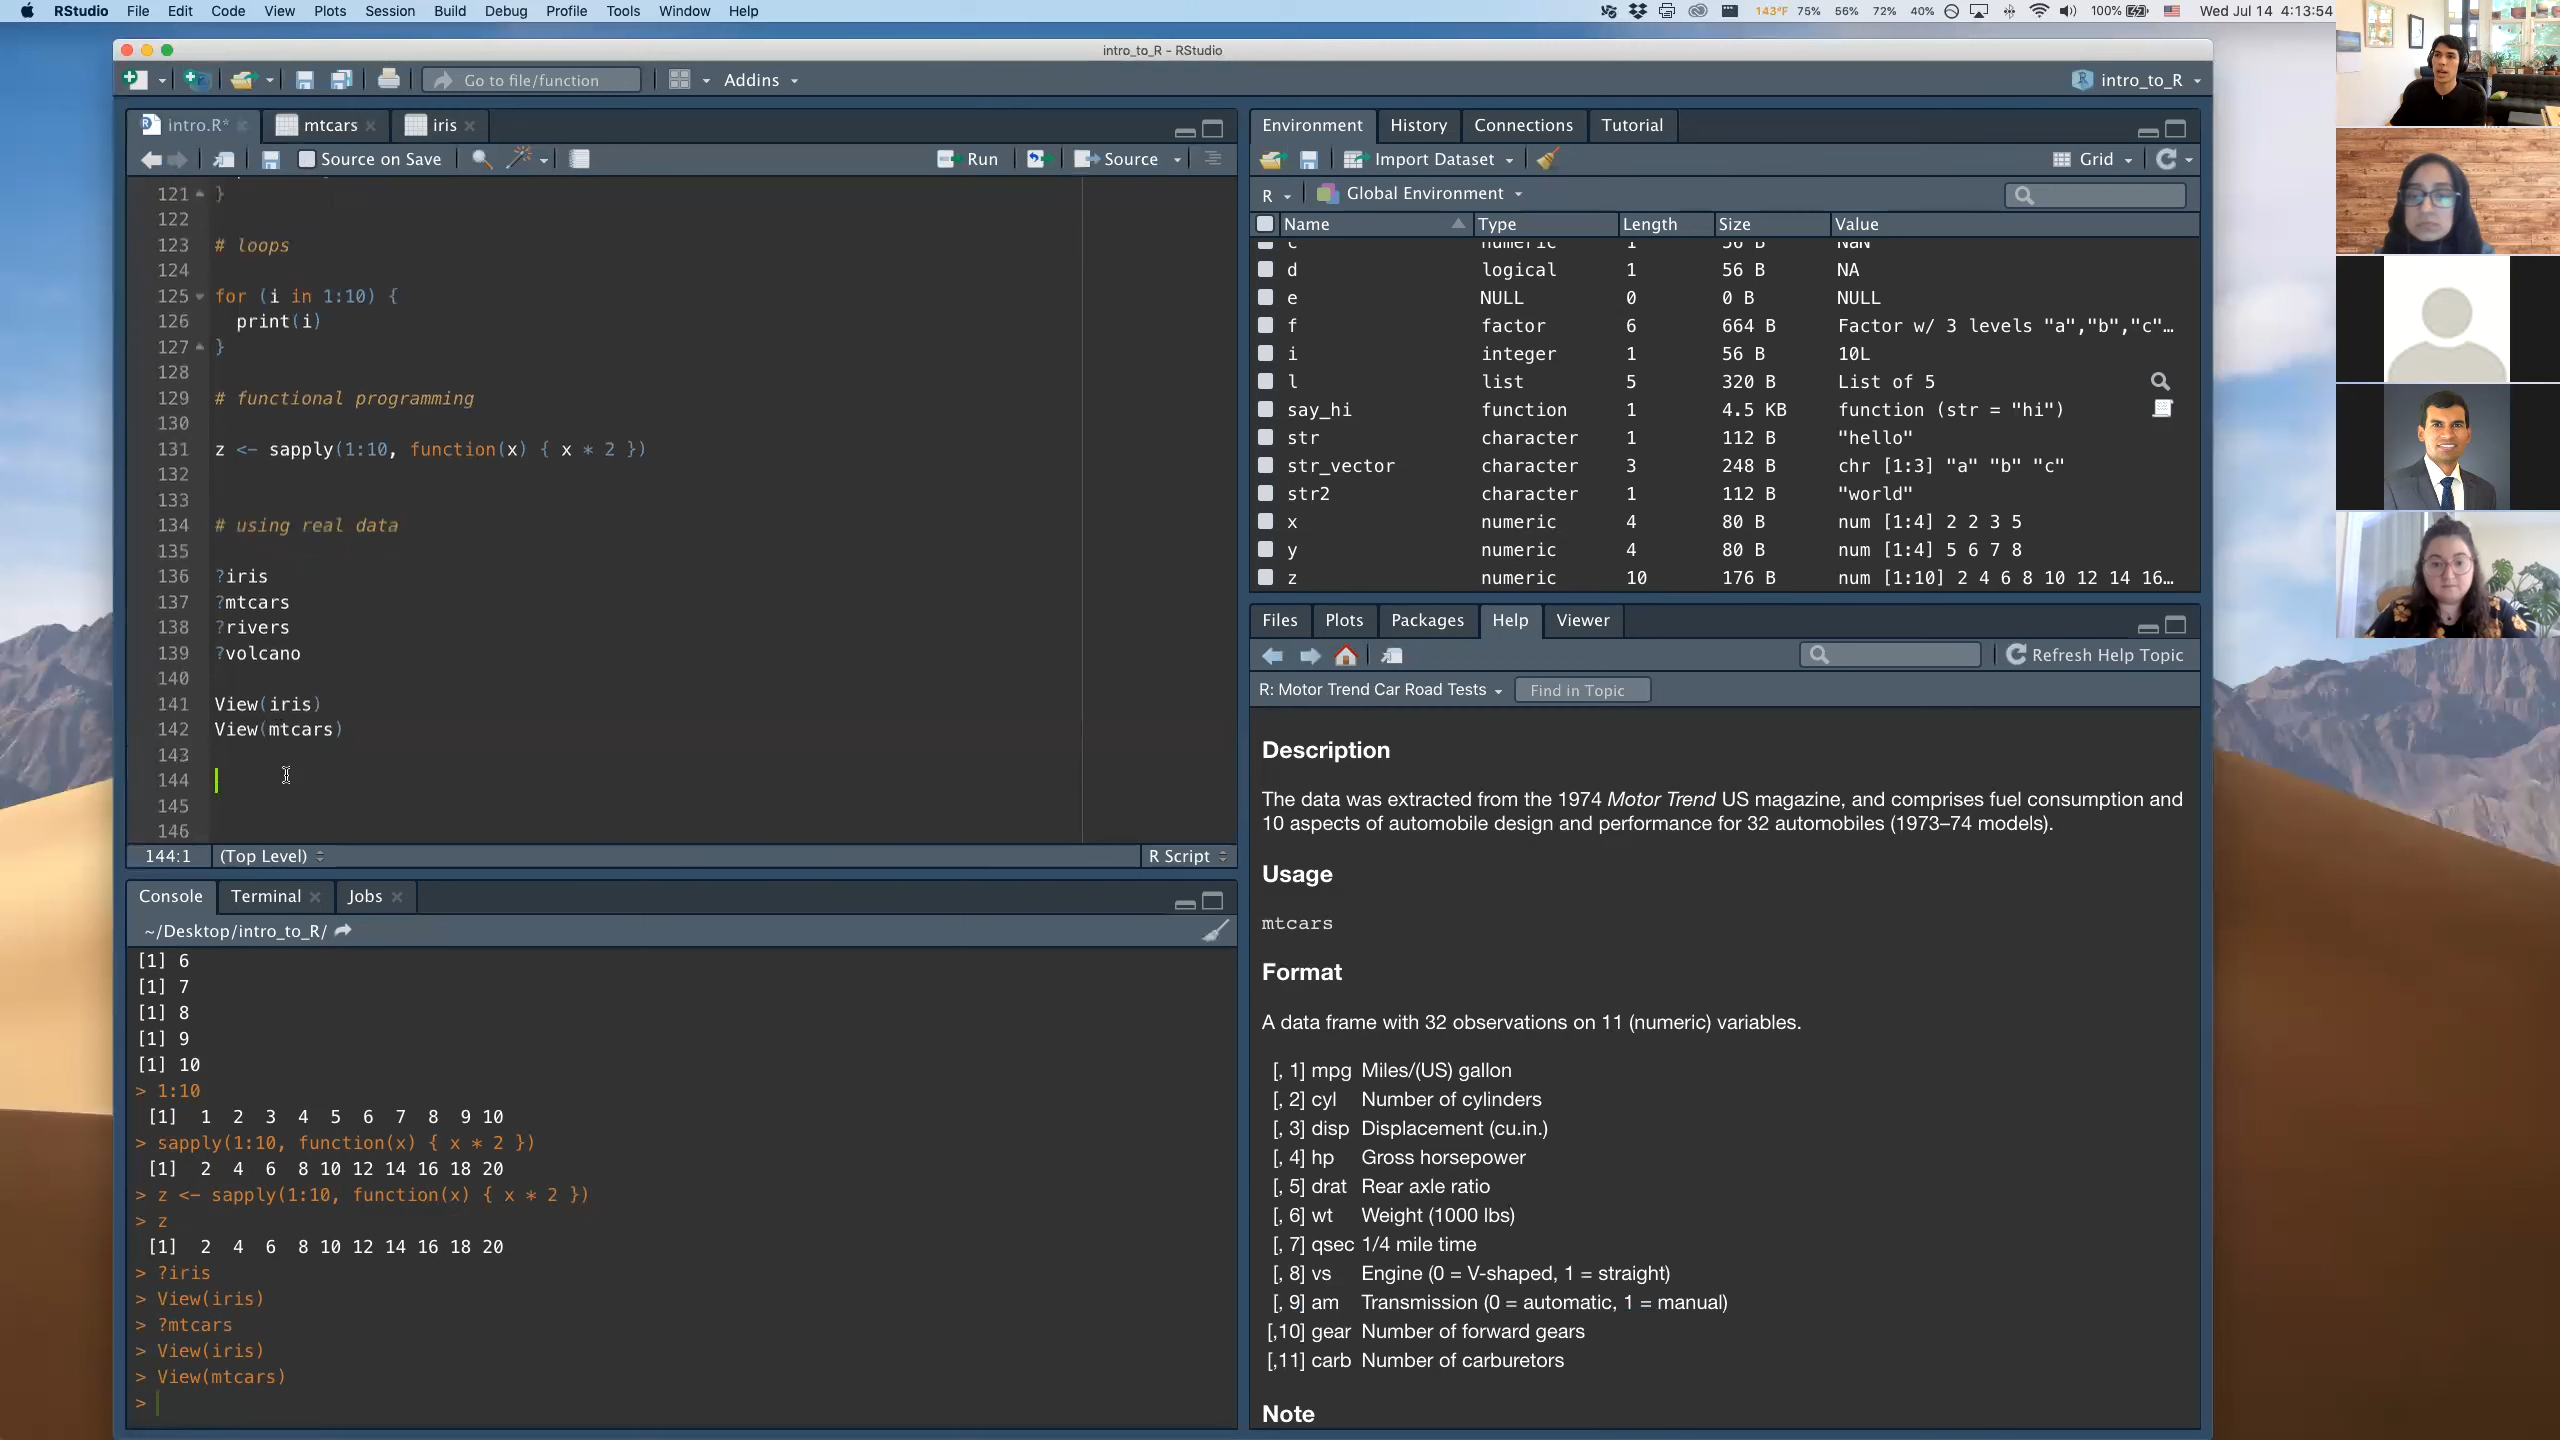 RStudio File Edit Code View Plots Session Build Debug Profile Tools Window Help
143°F 75% 56% 72% 40% 100% Wed Jul 14 4:13:54
intro_to_R - RStudio
Go to file/function Addins intro_to_R
intro.R* mtcars iris
Source on Save Run Source
121 }
122
123 # loops
124
125 for (i in 1:10) {
126 print(i)
127 }
128
129 # functional programming
130
131 z <- sapply(1:10, function(x) { x * 2 })
132
133
134 # using real data
135
136 ?iris
137 ?mtcars
138 ?rivers
139 ?volcano
140
141 View(iris)
142 View(mtcars)
143
144
145
146
144:1 (Top Level) R Script
Console Terminal Jobs
~/Desktop/intro_to_R/
[1] 6
[1] 7
[1] 8
[1] 9
[1] 10
> 1:10
[1] 1 2 3 4 5 6 7 8 9 10
> sapply(1:10, function(x) { x * 2 })
[1] 2 4 6 8 10 12 14 16 18 20
> z <- sapply(1:10, function(x) { x * 2 })
> z
[1] 2 4 6 8 10 12 14 16 18 20
> ?iris
> View(iris)
> ?mtcars
> View(iris)
> View(mtcars)
>
Environment History Connections Tutorial
Import Dataset Grid
R Global Environment
Name Type Length Size Value
c numeric 1 56 B NaN
d logical 1 56 B NA
e NULL 0 0 B NULL
f factor 6 664 B Factor w/ 3 levels "a","b","c"…
i integer 1 56 B 10L
l list 5 320 B List of 5
say_hi function 1 4.5 KB function (str = "hi")
str character 1 112 B "hello"
str_vector character 3 248 B chr [1:3] "a" "b" "c"
str2 character 1 112 B "world"
x numeric 4 80 B num [1:4] 2 2 3 5
y numeric 4 80 B num [1:4] 5 6 7 8
z numeric 10 176 B num [1:10] 2 4 6 8 10 12 14 16…
Files Plots Packages Help Viewer
Refresh Help Topic
R: Motor Trend Car Road Tests Find in Topic
Description
The data was extracted from the 1974 Motor Trend US magazine, and comprises fuel consumption and
10 aspects of automobile design and performance for 32 automobiles (1973–74 models).
Usage
mtcars
Format
A data frame with 32 observations on 11 (numeric) variables.
[, 1] mpg Miles/(US) gallon
[, 2] cyl Number of cylinders
[, 3] disp Displacement (cu.in.)
[, 4] hp Gross horsepower
[, 5] drat Rear axle ratio
[, 6] wt Weight (1000 lbs)
[, 7] qsec 1/4 mile time
[, 8] vs Engine (0 = V-shaped, 1 = straight)
[, 9] am Transmission (0 = automatic, 1 = manual)
[,10] gear Number of forward gears
[,11] carb Number of carburetors
Note